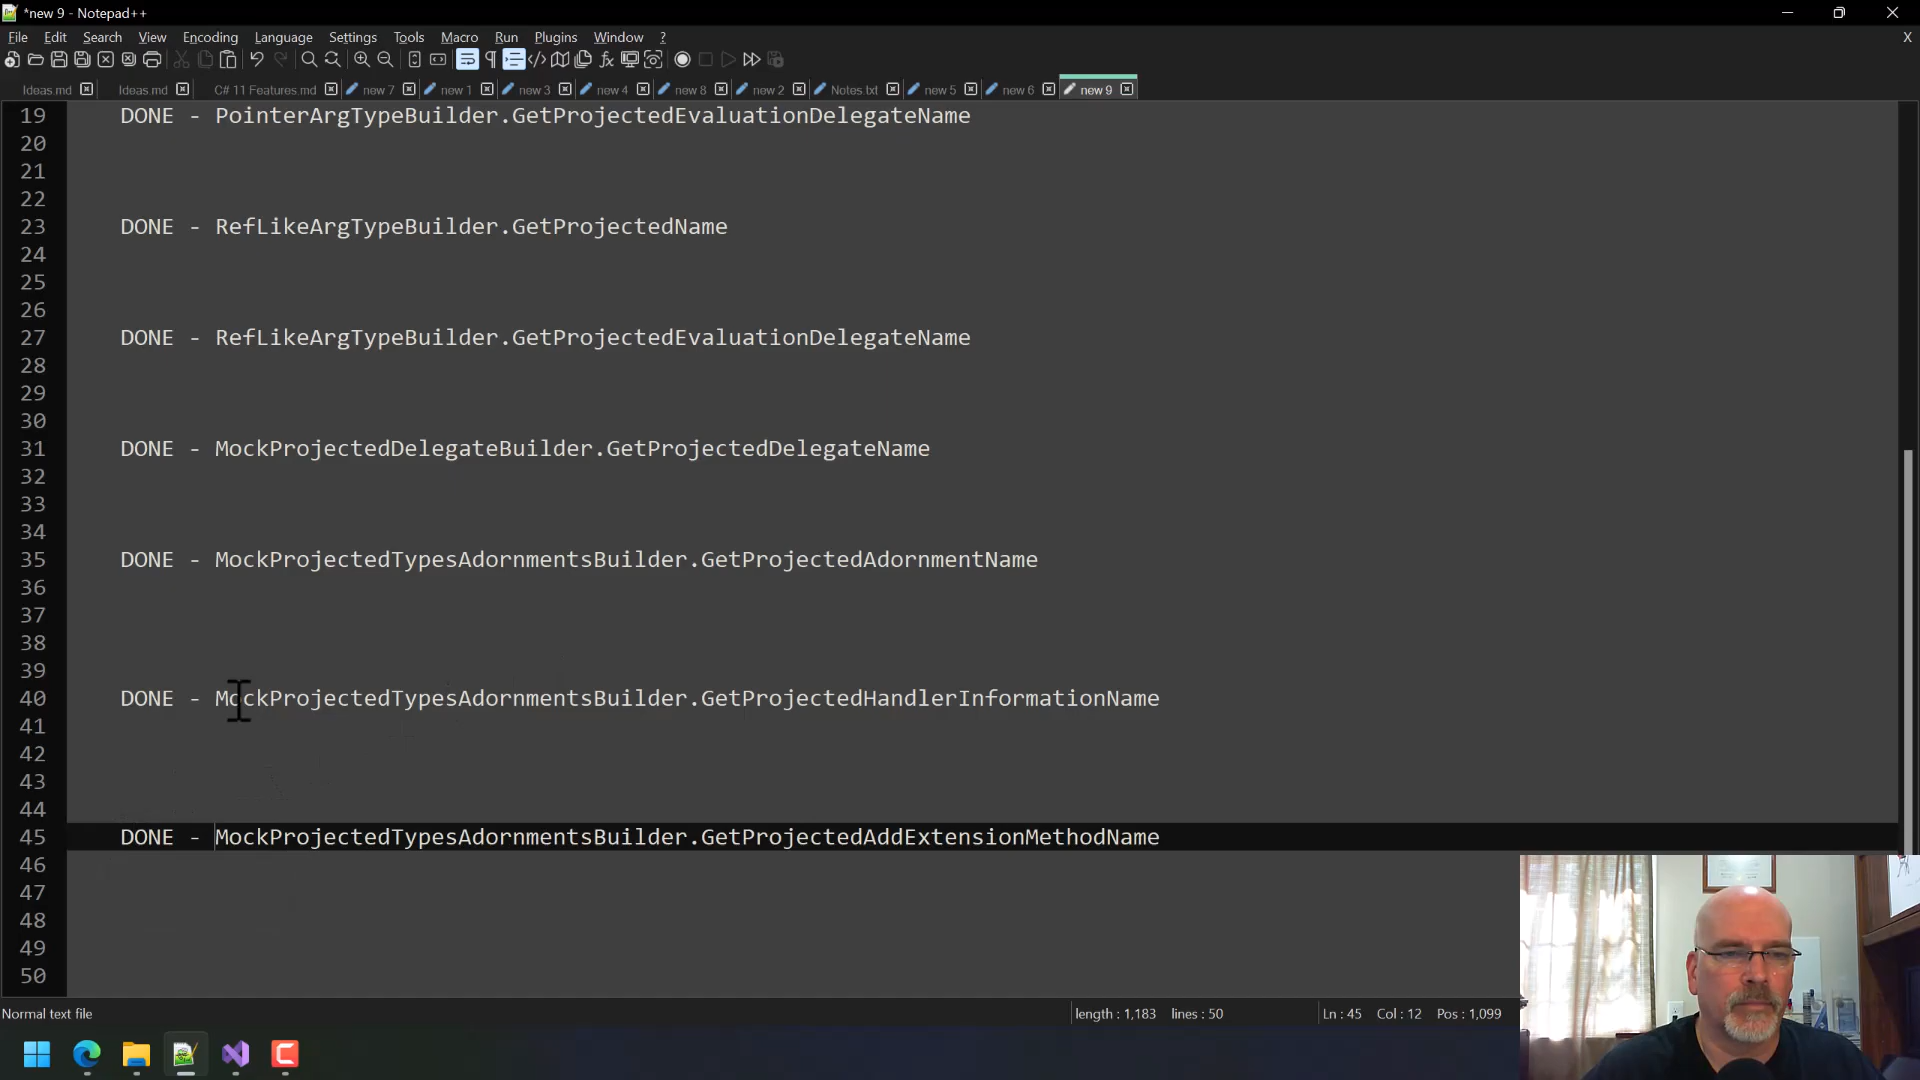 *new 9 - Notepad++
File Edit Search View Encoding Language Settings Tools Macro Run Plugins Window ? X
Ideas.md Ideas.md C# 11 Features.md new 7 new 1 new 3 new 4 new 8 new 2 Notes.txt new 5 new 6 new 9
19 DONE - PointerArgTypeBuilder.GetProjectedEvaluationDelegateName
20
21
22
23 DONE - RefLikeArgTypeBuilder.GetProjectedName
24
25
26
27 DONE - RefLikeArgTypeBuilder.GetProjectedEvaluationDelegateName
28
29
30
31 DONE - MockProjectedDelegateBuilder.GetProjectedDelegateName
32
33
34
35 DONE - MockProjectedTypesAdornmentsBuilder.GetProjectedAdornmentName
36
37
38
39
40 DONE - MockProjectedTypesAdornmentsBuilder.GetProjectedHandlerInformationName
41
42
43
44
45 DONE - MockProjectedTypesAdornmentsBuilder.GetProjectedAddExtensionMethodName
46
47
48
49
50
Normal text file length : 1,183 lines : 50 Ln : 45 Col : 12 Pos : 1,099